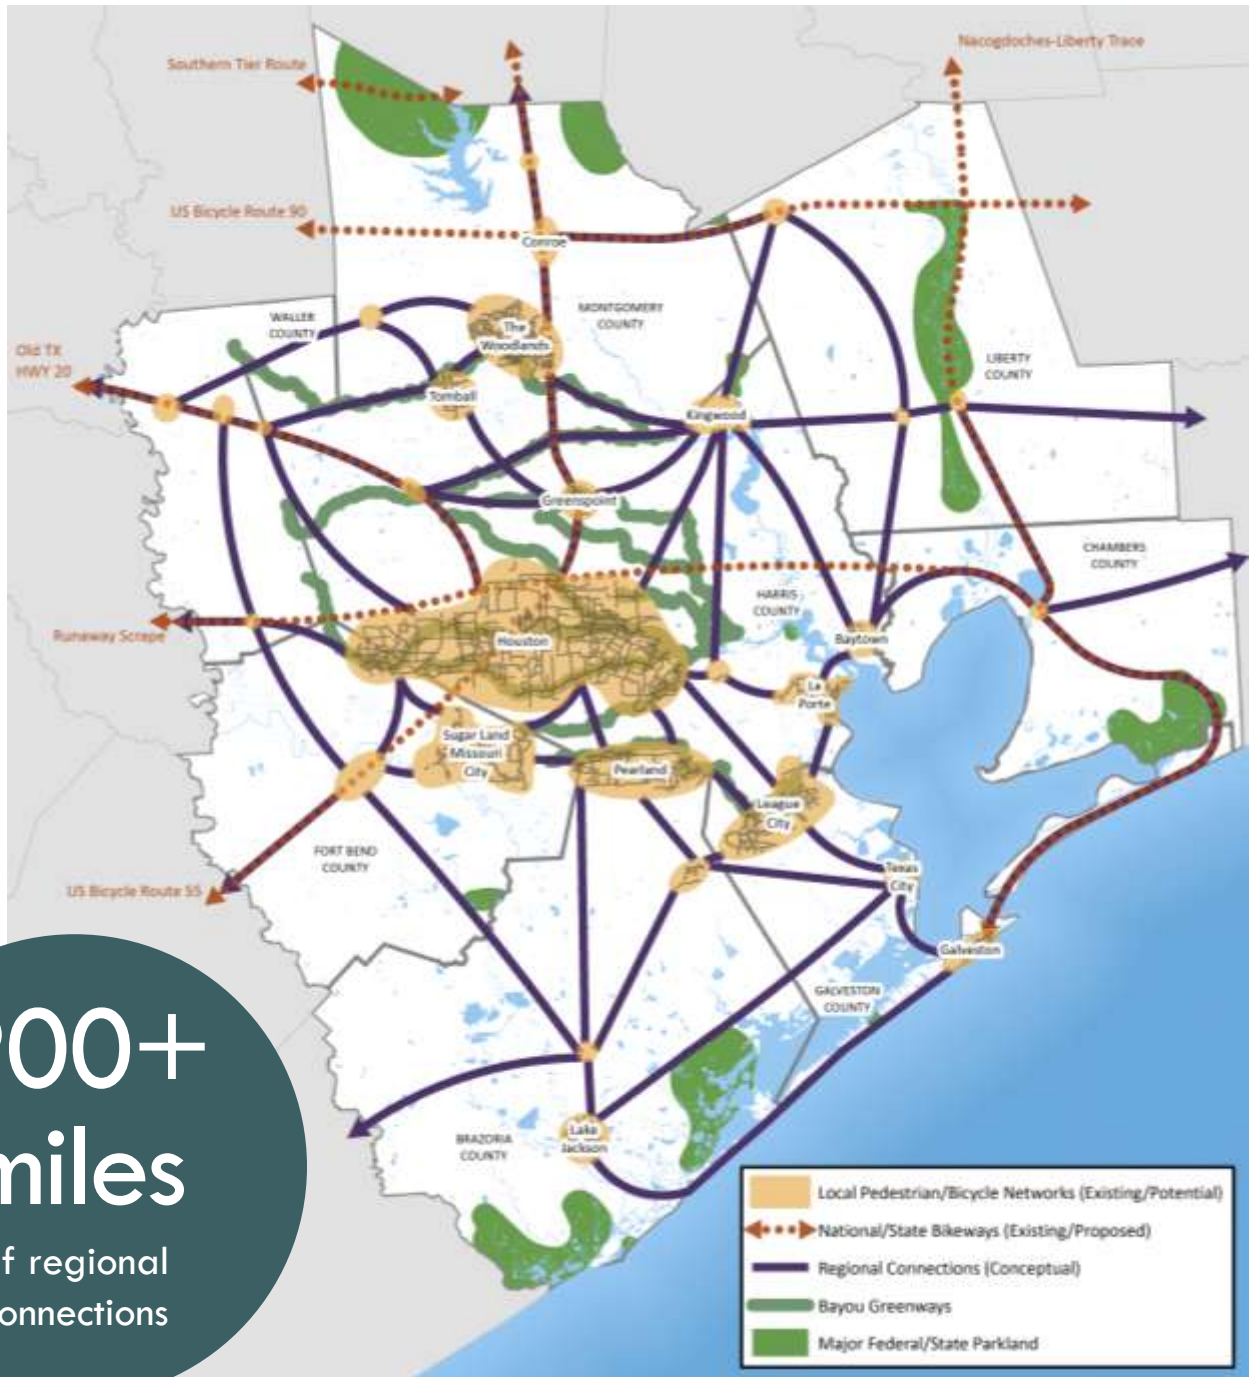 Nacogdoches-Liberty Trace
Southern Tier Route
US Bicycle Route 90
Conroe
WALLER
COUNTY
MONTGOMERY
COUNTY
The
Woodlands
Old TX
HWY 20
LIBERTY
COUNTY
Tomball
Kingwood
Greenspoint
CHAMBERS
COUNTY
HARRIS
COUNTY
Runaway Scrape
Houston
Baytown
La
Porte
Sugar Land
Missouri
City
Pearland
League
City
FORT BEND
COUNTY
US Bicycle Route 55
Texas
City
Galveston
GALVESTON
COUNTY
00+
miles
f regional
onnections
BRAZORIA
COUNTY
Lake
Jackson
Local Pedestrian/Bicycle Networks (Existing/Potential)
National/State Bikeways (Existing/Proposed)
Regional Connections (Conceptual)
Bayou Greenways
Major Federal/State Parkland